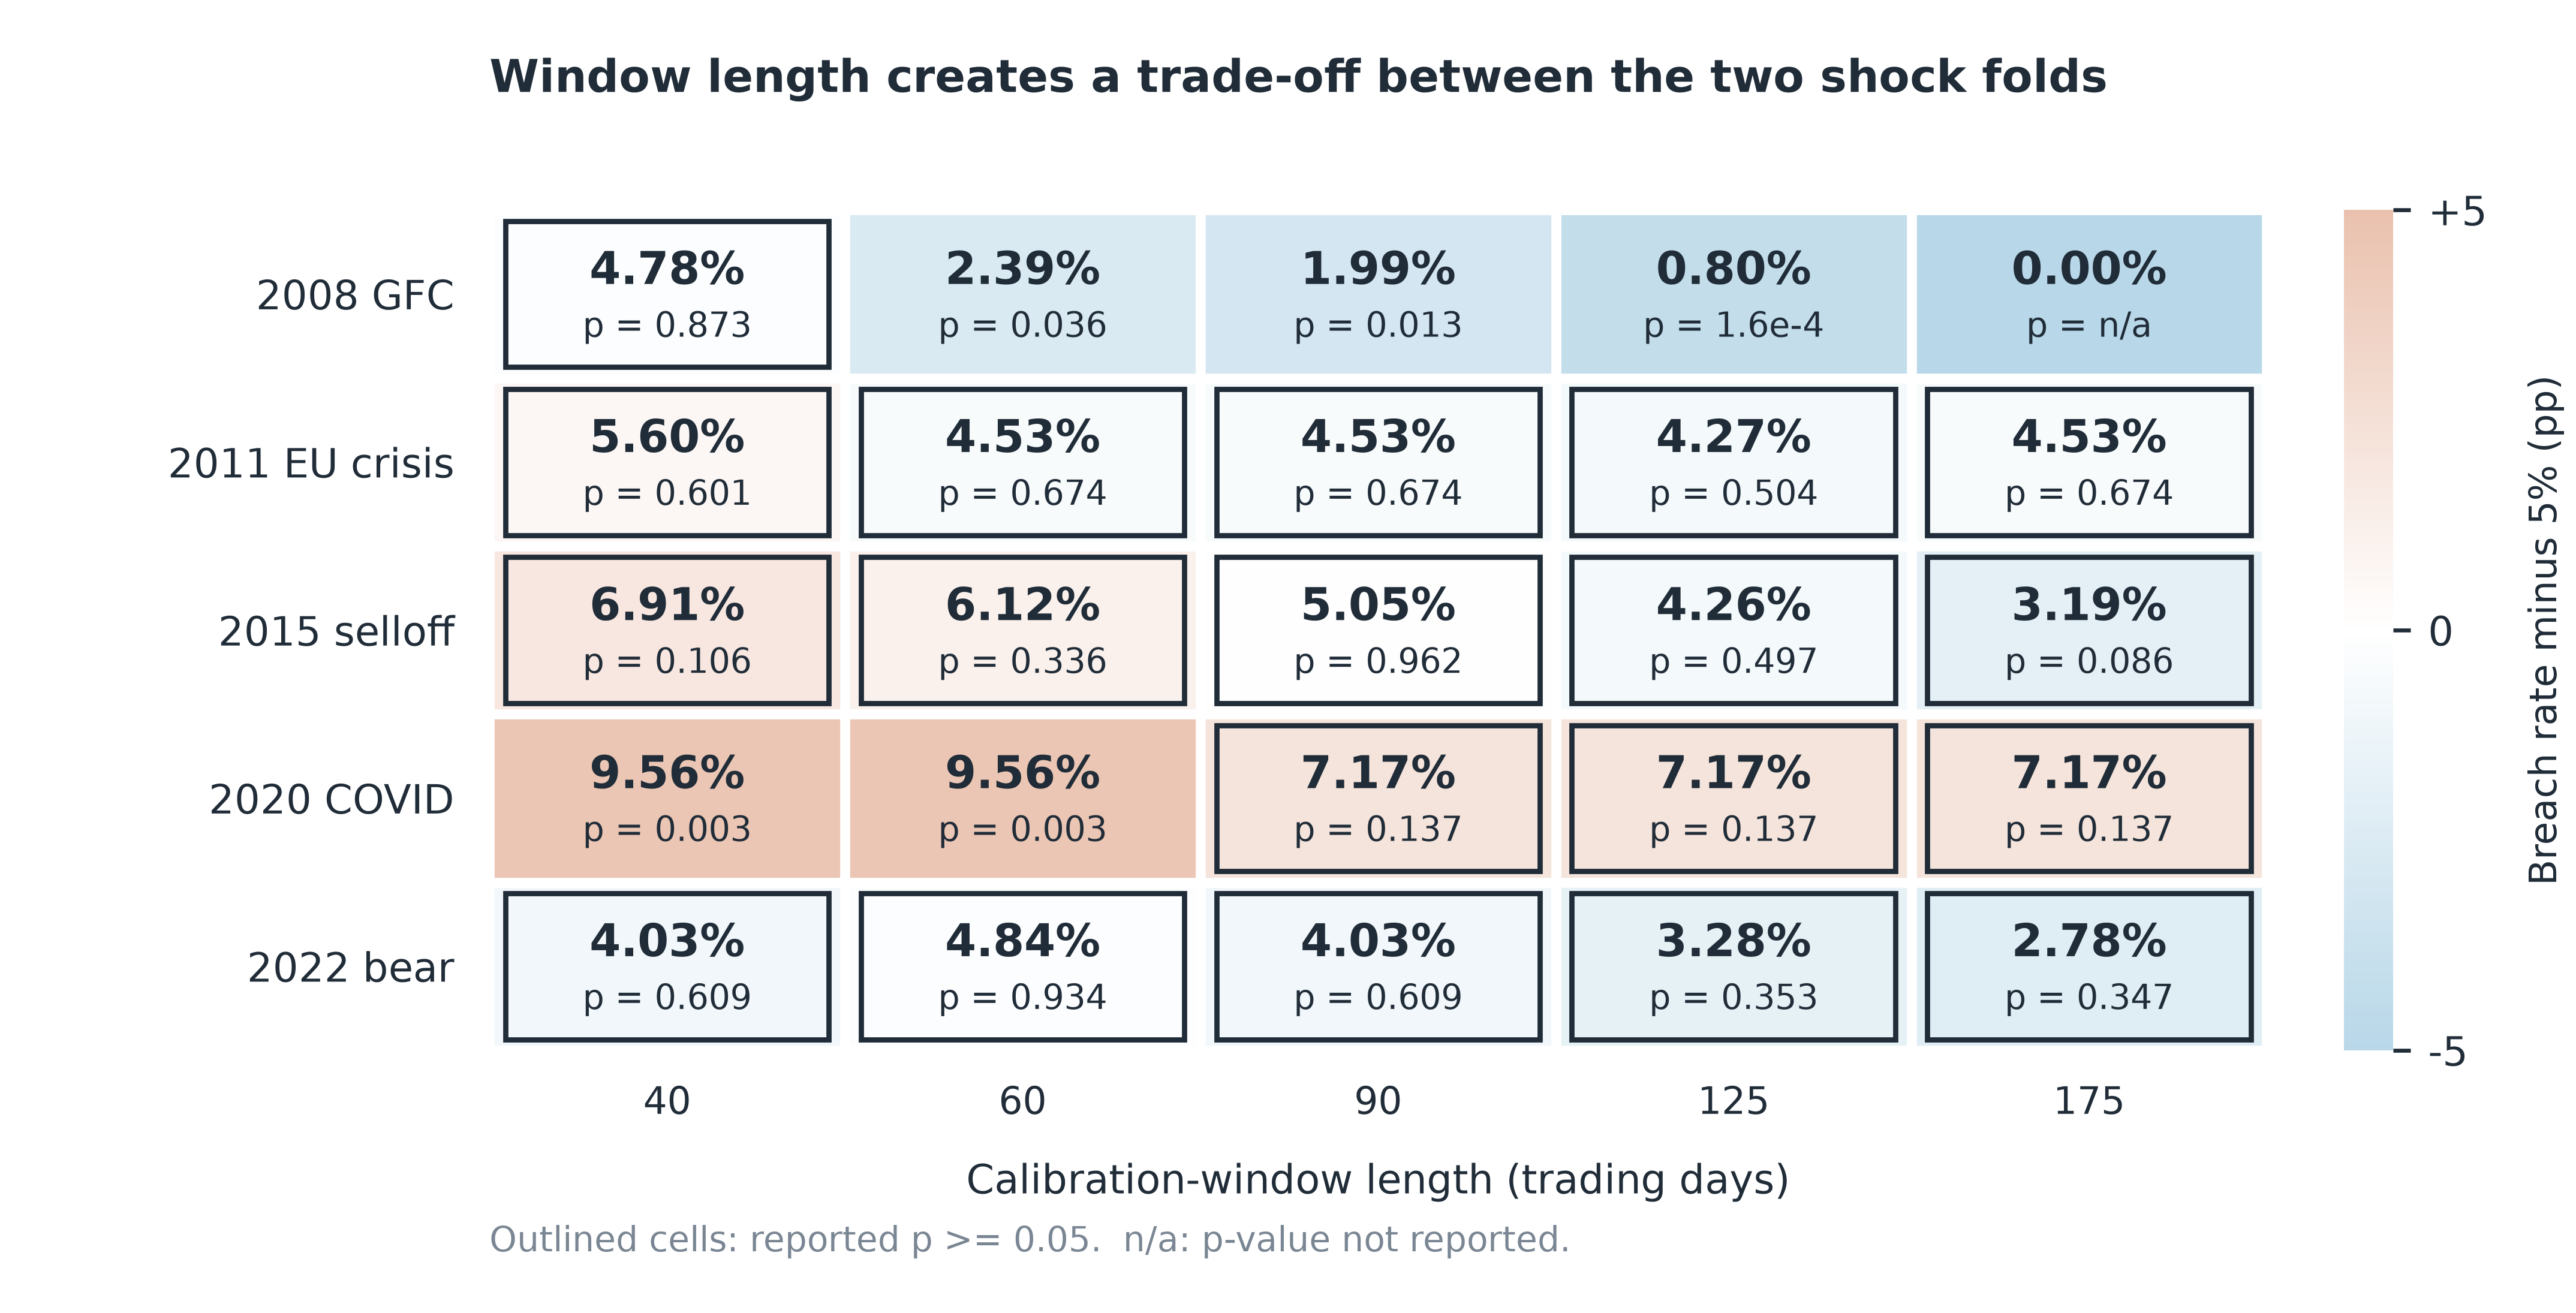 Window length creates a trade-off between the two shock folds
2008 GFC 4.78% 2.39% 1.99% 0.80% 0.00%
p = 0.873 p = 0.036 p = 0.013 p = 1.6e-4 p = n/a
2011 EU crisis 5.60% 4.53% 4.53% 4.27% 4.53%
p = 0.601 p = 0.674 p = 0.674 p = 0.504 p = 0.674
2015 selloff 6.91% 6.12% 5.05% 4.26% 3.19%
p = 0.106 p = 0.336 p = 0.962 p = 0.497 p = 0.086
2020 COVID 9.56% 9.56% 7.17% 7.17% 7.17%
p = 0.003 p = 0.003 p = 0.137 p = 0.137 p = 0.137
2022 bear 4.03% 4.84% 4.03% 3.28% 2.78%
p = 0.609 p = 0.934 p = 0.609 p = 0.353 p = 0.347
40 60 90 125 175
Calibration-window length (trading days)
Outlined cells: reported p >= 0.05. n/a: p-value not reported.
+5
0
-5
Breach rate minus 5% (pp)